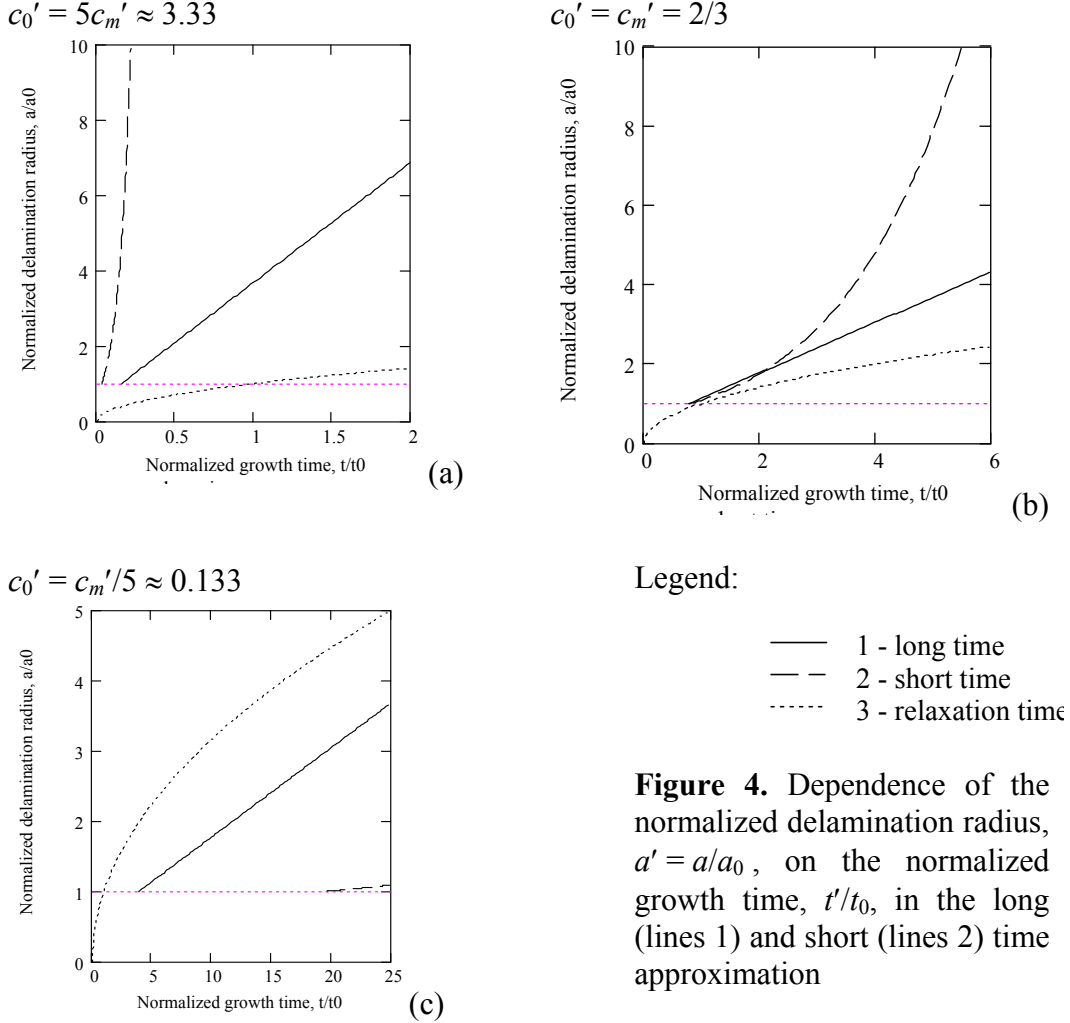 c₀′ = 5cₘ′ ≈ 3.33
10
8
6
4
2
0
Normalized delamination radius, a/a0
0 0.5 1 1.5 2
Normalized growth time, t/t0
(a)
c₀′ = cₘ′ = 2/3
10
8
6
4
2
0
Normalized delamination radius, a/a0
0 2 4 6
Normalized growth time, t/t0
(b)
c₀′ = cₘ′/5 ≈ 0.133
5
4
3
2
1
0
Normalized delamination radius, a/a0
0 5 10 15 20 25
Normalized growth time, t/t0
(c)
Legend:
1 - long time
2 - short time
3 - relaxation time
Figure 4. Dependence of the
normalized delamination radius,
a′ = a/a₀ , on the normalized
growth time, t′/t₀, in the long
(lines 1) and short (lines 2) time
approximation